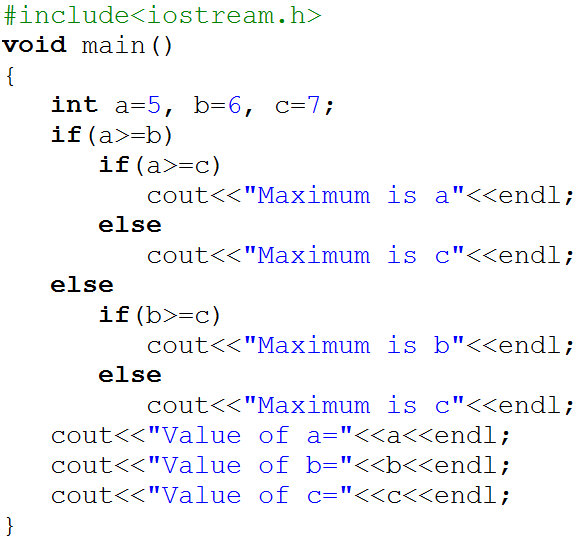 #include<iostream.h>
void main()
{
   int a=5, b=6, c=7;
   if(a>=b)
      if(a>=c)
         cout<<"Maximum is a"<<endl;
      else
         cout<<"Maximum is c"<<endl;
   else
      if(b>=c)
         cout<<"Maximum is b"<<endl;
      else
         cout<<"Maximum is c"<<endl;
   cout<<"Value of a="<<a<<endl;
   cout<<"Value of b="<<b<<endl;
   cout<<"Value of c="<<c<<endl;
}